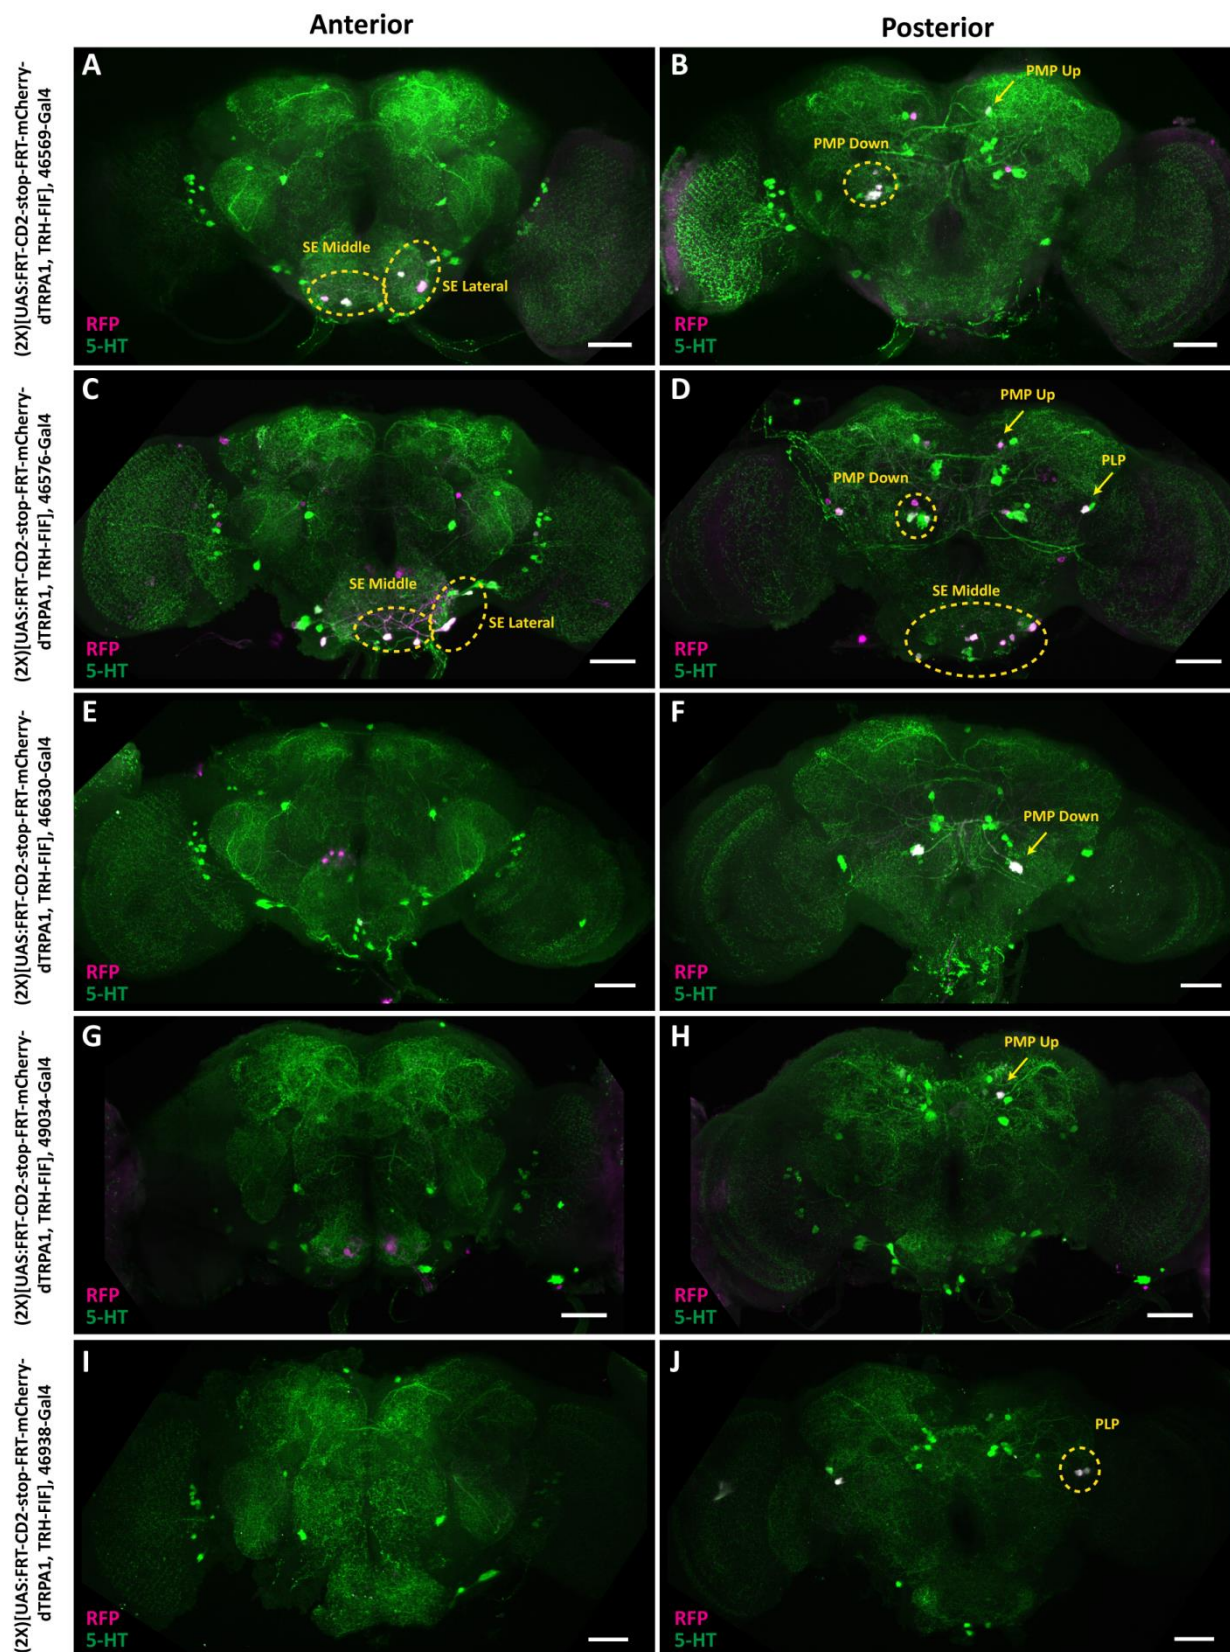 Anterior
Posterior
(2X)[UAS:FRT-CD2-stop-FRT-mCherry-
dTRPA1, TRH-FIF], 46569-Gal4
A
SE Middle
SE Lateral
RFP
5-HT
B
PMP Up
PMP Down
RFP
5-HT
(2X)[UAS:FRT-CD2-stop-FRT-mCherry-
dTRPA1, TRH-FIF], 46576-Gal4
C
SE Middle
SE Lateral
RFP
5-HT
D
PMP Up
PLP
PMP Down
SE Middle
RFP
5-HT
(2X)[UAS:FRT-CD2-stop-FRT-mCherry-
dTRPA1, TRH-FIF], 46630-Gal4
E
RFP
5-HT
F
PMP Down
RFP
5-HT
(2X)[UAS:FRT-CD2-stop-FRT-mCherry-
dTRPA1, TRH-FIF], 49034-Gal4
G
RFP
5-HT
H
PMP Up
RFP
5-HT
(2X)[UAS:FRT-CD2-stop-FRT-mCherry-
dTRPA1, TRH-FIF], 46938-Gal4
I
RFP
5-HT
J
PLP
RFP
5-HT